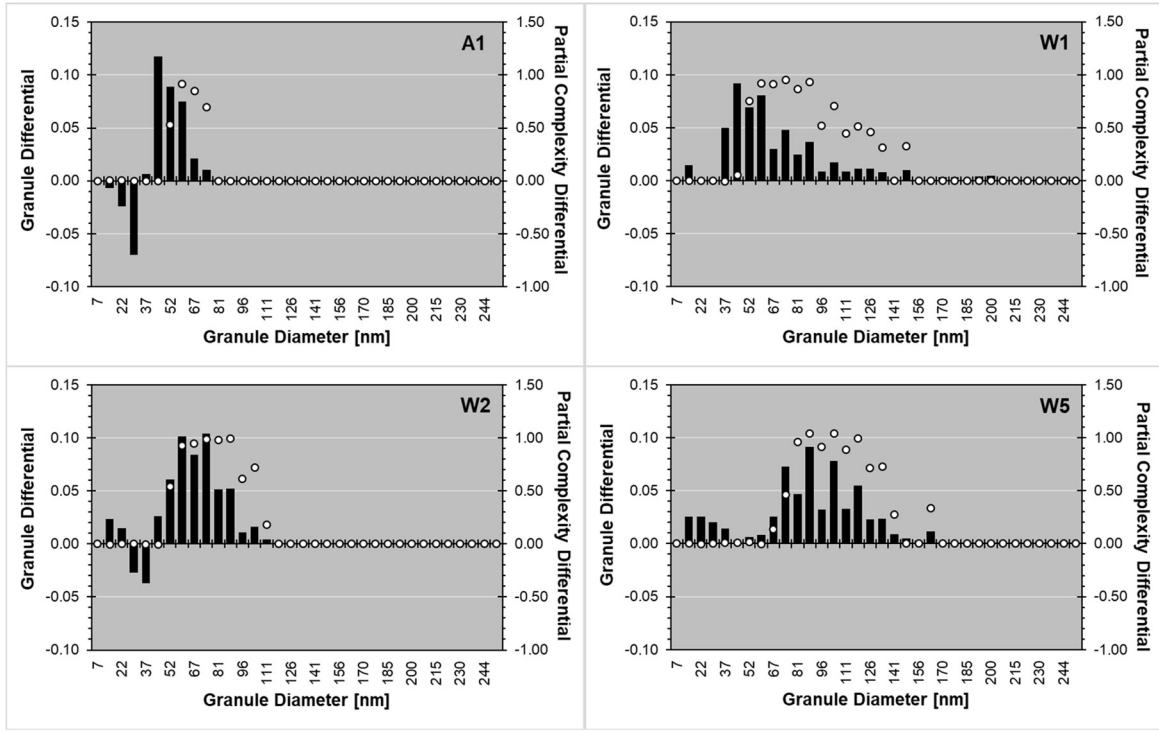 A1
Granule Differential
0.15
0.10
0.05
0.00
-0.05
-0.10
Partial Complexity Differential
1.50
1.00
0.50
0.00
-0.50
-1.00
7 22 37 52 67 81 96 111 126 141 156 170 185 200 215 230 244
Granule Diameter [nm]
W1
Granule Differential
0.15
0.10
0.05
0.00
-0.05
-0.10
Partial Complexity Differential
1.50
1.00
0.50
0.00
-0.50
-1.00
7 22 37 52 67 81 96 111 126 141 156 170 185 200 215 230 244
Granule Diameter [nm]
W2
Granule Differential
0.15
0.10
0.05
0.00
-0.05
-0.10
Partial Complexity Differential
1.50
1.00
0.50
0.00
-0.50
-1.00
7 22 37 52 67 81 96 111 126 141 156 170 185 200 215 230 244
Granule Diameter [nm]
W5
Granule Differential
0.15
0.10
0.05
0.00
-0.05
-0.10
Partial Complexity Differential
1.50
1.00
0.50
0.00
-0.50
-1.00
7 22 37 52 67 81 96 111 126 141 156 170 185 200 215 230 244
Granule Diameter [nm]